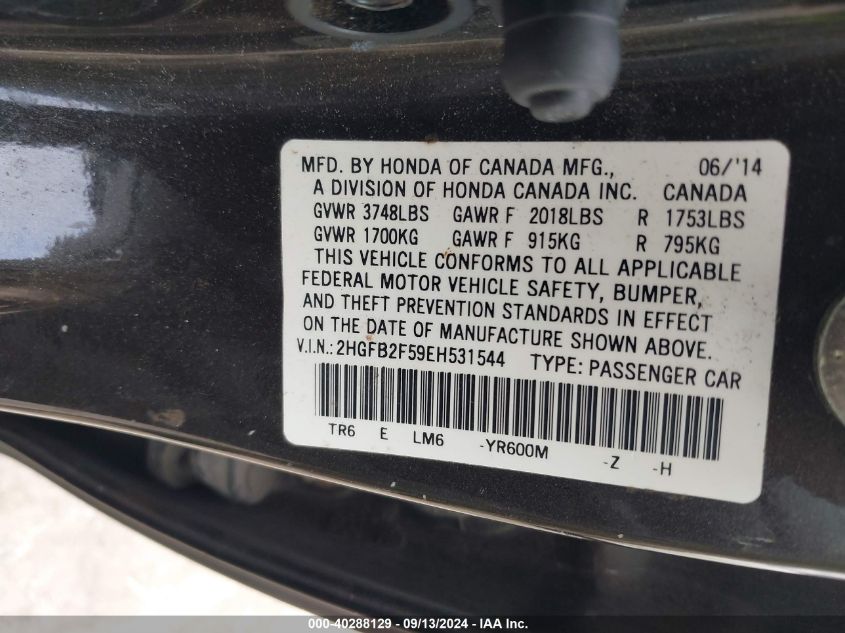 MFD. BY HONDA OF CANADA MFG., 06/'14
A DIVISION OF HONDA CANADA INC. CANADA
GVWR 3748LBS GAWR F 2018LBS R 1753LBS
GVWR 1700KG GAWR F 915KG R 795KG
THIS VEHICLE CONFORMS TO ALL APPLICABLE
FEDERAL MOTOR VEHICLE SAFETY, BUMPER,
AND THEFT PREVENTION STANDARDS IN EFFECT
ON THE DATE OF MANUFACTURE SHOWN ABOVE.
V.I.N.: 2HGFB2F59EH531544 TYPE: PASSENGER CAR
TR6 E LM6 -YR600M -Z -H
000-40288129 - 09/13/2024 - IAA Inc.